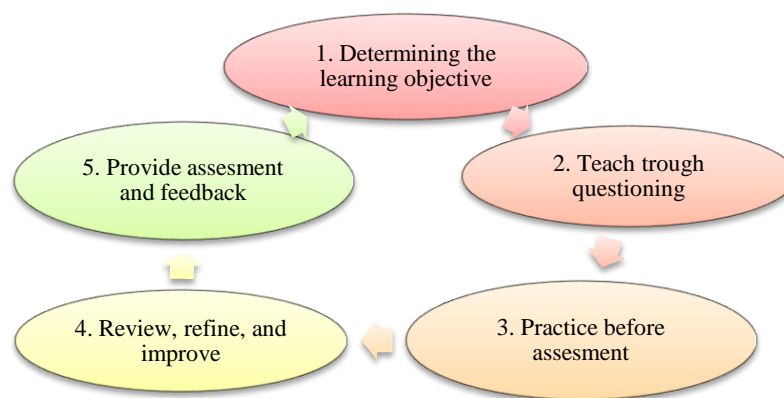 1. Determining the
learning objective
2. Teach trough
questioning
3. Practice before
assesment
4. Review, refine, and
improve
5. Provide assesment
and feedback